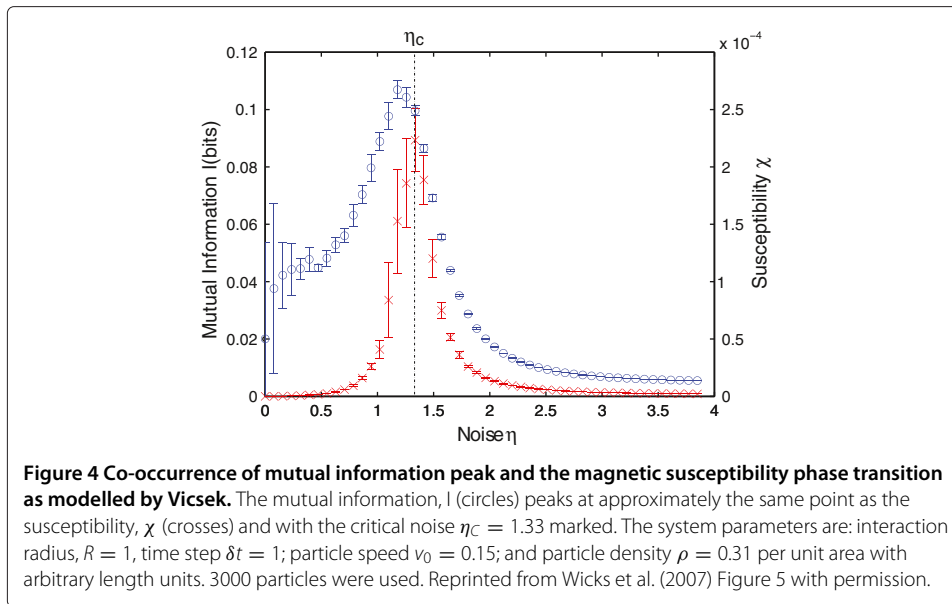 η_C
x 10⁻⁴
0.12
0.1
0.08
0.06
0.04
0.02
0
Mutual Information I(bits)
2.5
2
1.5
1
0.5
0
Susceptibility χ
0 0.5 1 1.5 2 2.5 3 3.5 4
Noise η
Figure 4 Co-occurrence of mutual information peak and the magnetic susceptibility phase transition
as modelled by Vicsek. The mutual information, I (circles) peaks at approximately the same point as the
susceptibility, χ (crosses) and with the critical noise η_C = 1.33 marked. The system parameters are: interaction
radius, R = 1, time step δt = 1; particle speed v₀ = 0.15; and particle density ρ = 0.31 per unit area with
arbitrary length units. 3000 particles were used. Reprinted from Wicks et al. (2007) Figure 5 with permission.